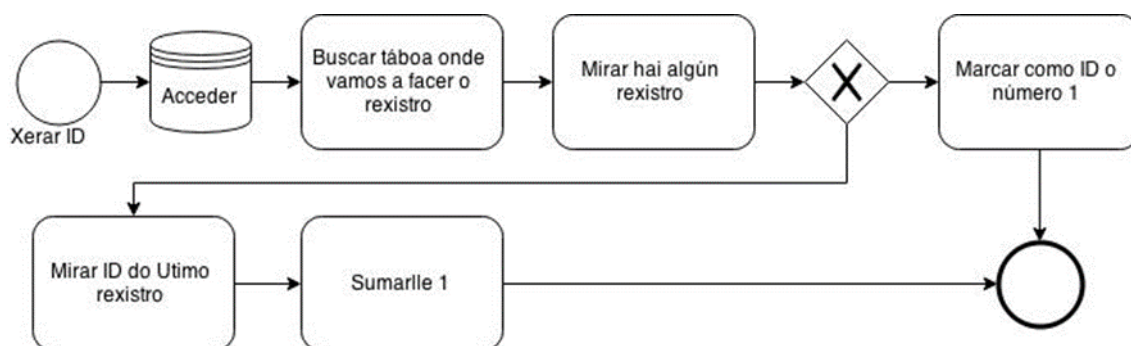 Xerar ID
Acceder
Buscar táboa onde
vamos a facer o
rexistro
Mirar hai algún
rexistro
Marcar como ID o
número 1
Mirar ID do Utimo
rexistro
Sumarlle 1